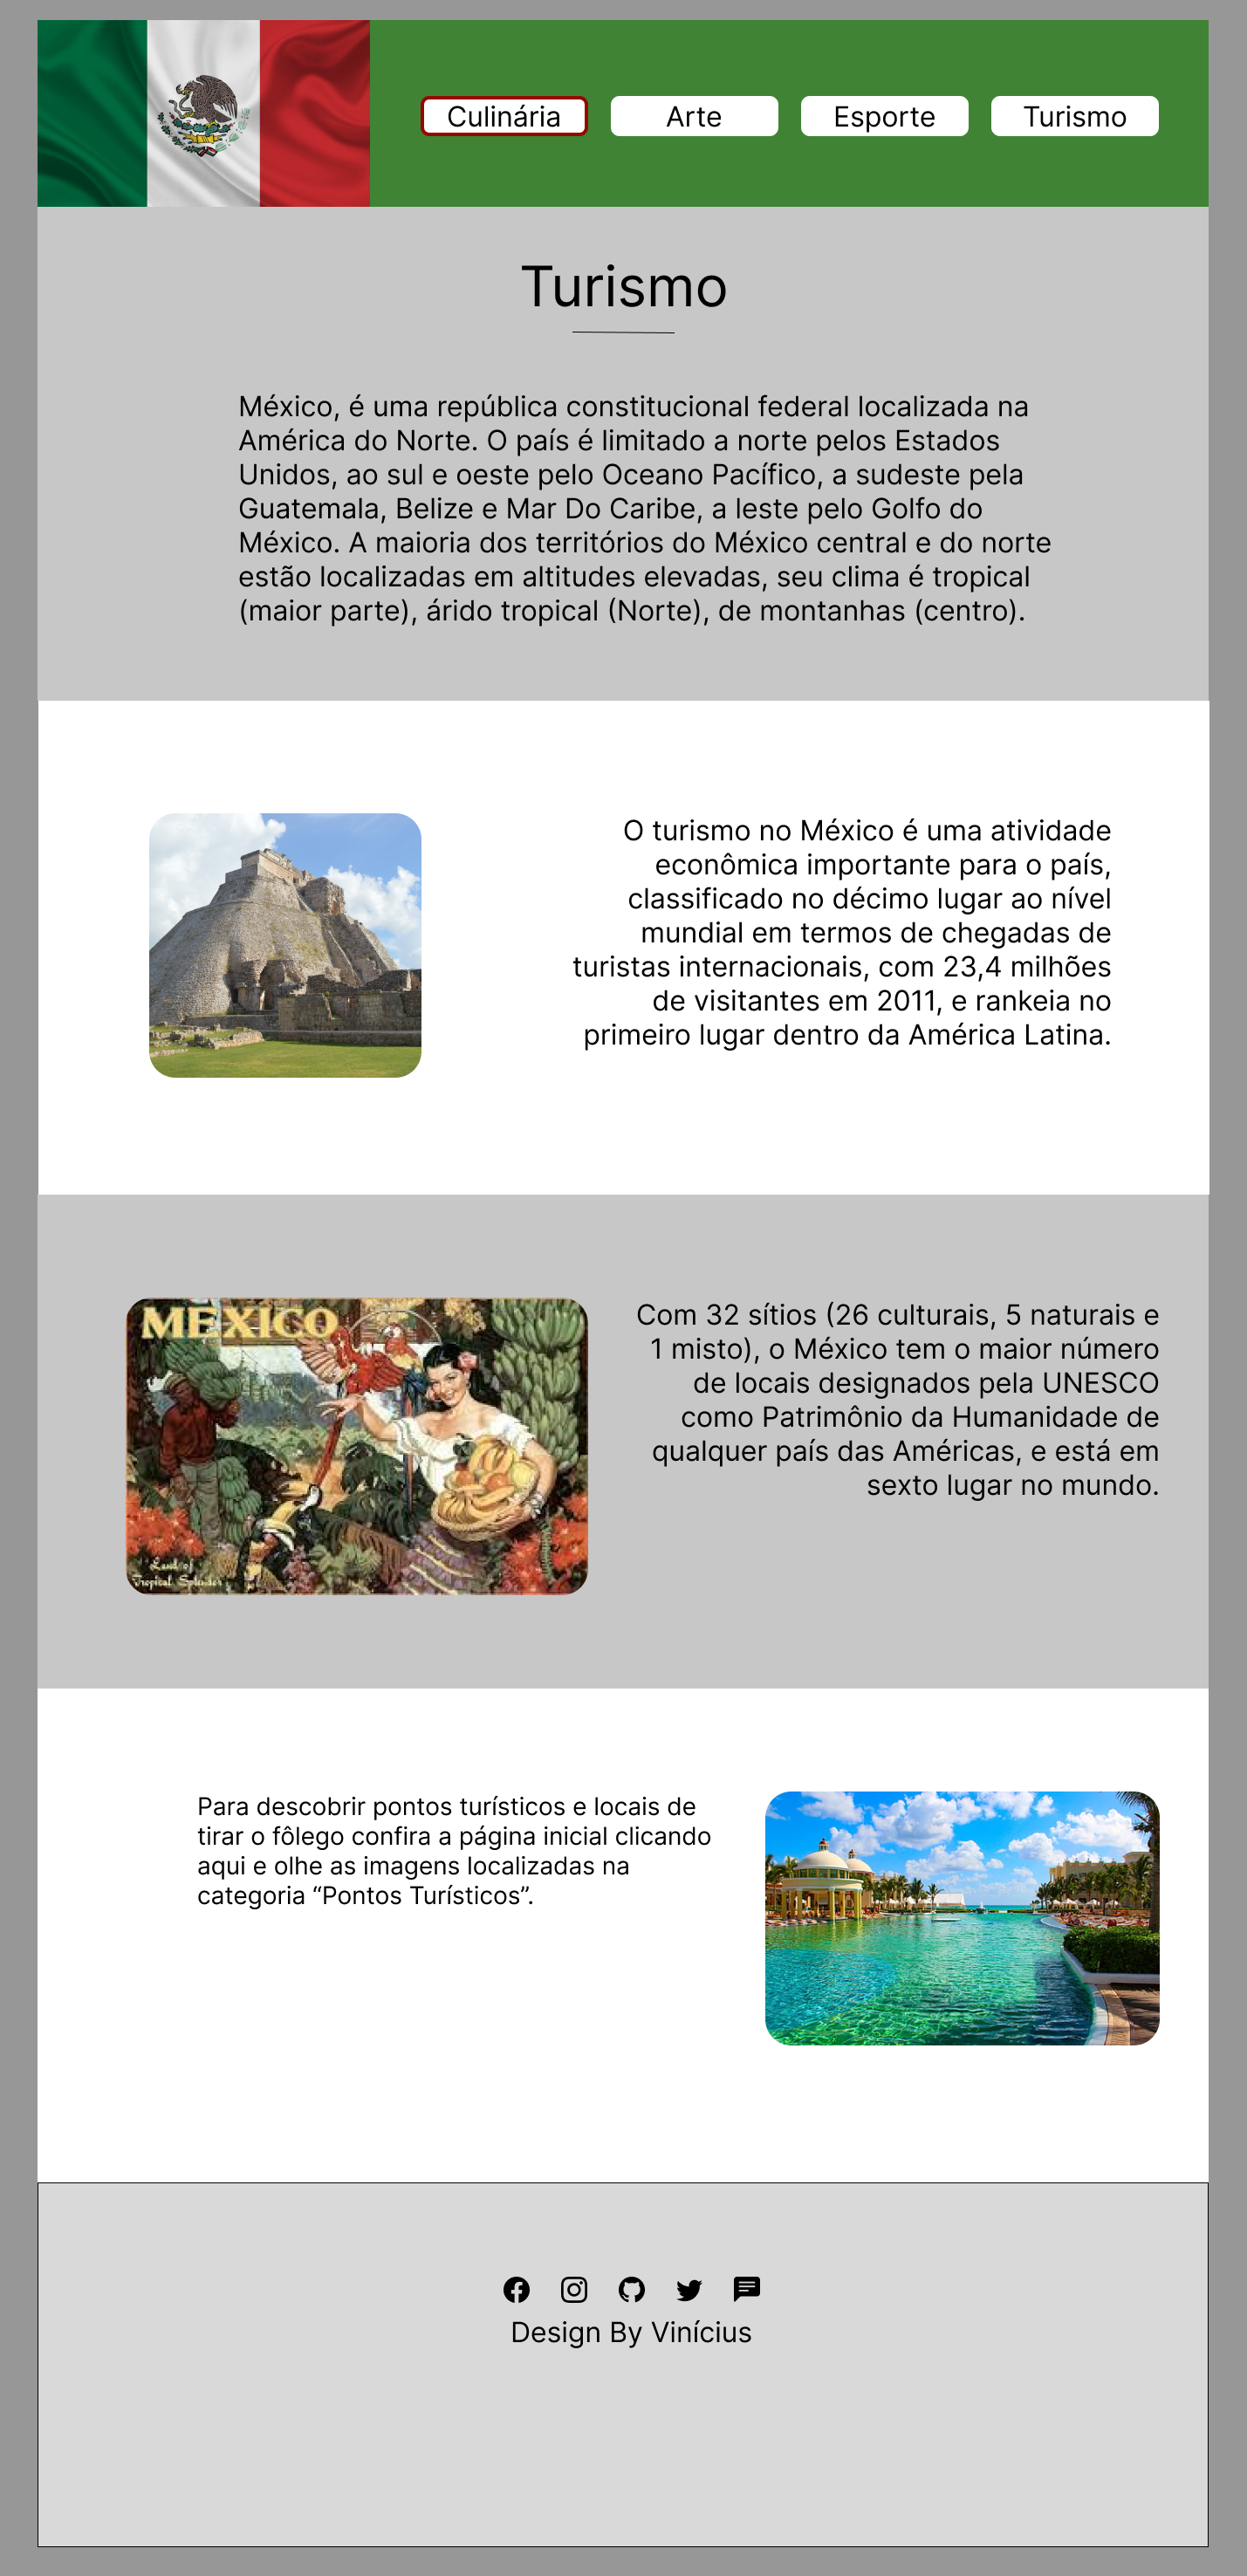 Culinária
Arte
Esporte
Turismo
Turismo
México, é uma república constitucional federal localizada na
América do Norte. O país é limitado a norte pelos Estados
Unidos, ao sul e oeste pelo Oceano Pacífico, a sudeste pela
Guatemala, Belize e Mar Do Caribe, a leste pelo Golfo do
México. A maioria dos territórios do México central e do norte
estão localizadas em altitudes elevadas, seu clima é tropical
(maior parte), árido tropical (Norte), de montanhas (centro).
O turismo no México é uma atividade
econômica importante para o país,
classificado no décimo lugar ao nível
mundial em termos de chegadas de
turistas internacionais, com 23,4 milhões
de visitantes em 2011, e rankeia no
primeiro lugar dentro da América Latina.
MEXICO
Land of
Tropical Splendor
Com 32 sítios (26 culturais, 5 naturais e
1 misto), o México tem o maior número
de locais designados pela UNESCO
como Patrimônio da Humanidade de
qualquer país das Américas, e está em
sexto lugar no mundo.
Para descobrir pontos turísticos e locais de
tirar o fôlego confira a página inicial clicando
aqui e olhe as imagens localizadas na
categoria “Pontos Turísticos”.
Design By Vinícius